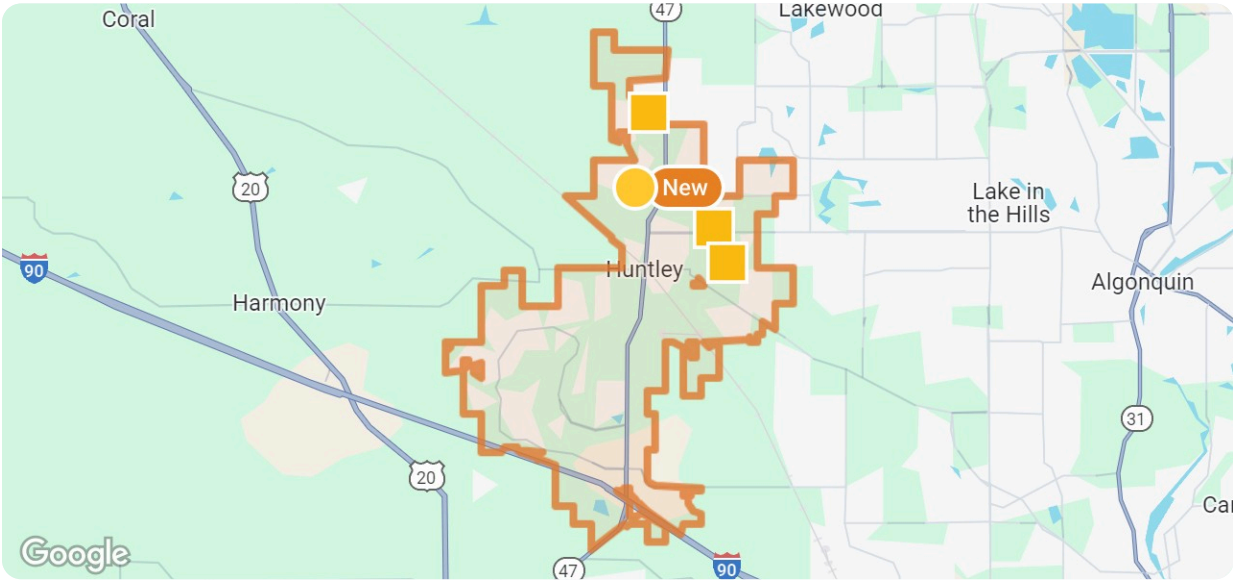 Coral
47
Lakewood
20
New
Lake in
the Hills
90
Huntley
Algonquin
Harmony
31
20
Car
Google
47
90